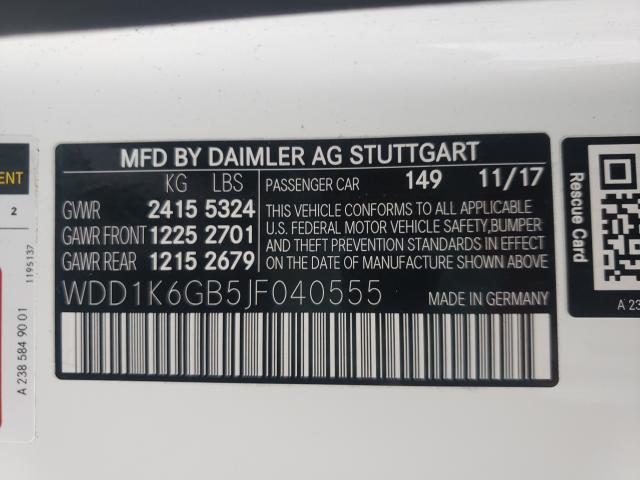 MFD BY DAIMLER AG STUTTGART
KG LBS
GVWR 2415 5324
GAWR FRONT 1225 2701
GAWR REAR 1215 2679
PASSENGER CAR 149 11/17
THIS VEHICLE CONFORMS TO ALL APPLICABLE
U.S. FEDERAL MOTOR VEHICLE SAFETY,BUMPER
AND THEFT PREVENTION STANDARDS IN EFFECT
ON THE DATE OF MANUFACTURE SHOWN ABOVE.
WDD1K6GB5JF040555
MADE IN GERMANY
2
1195137
A 238 584 90 01
Rescue Card
A 23